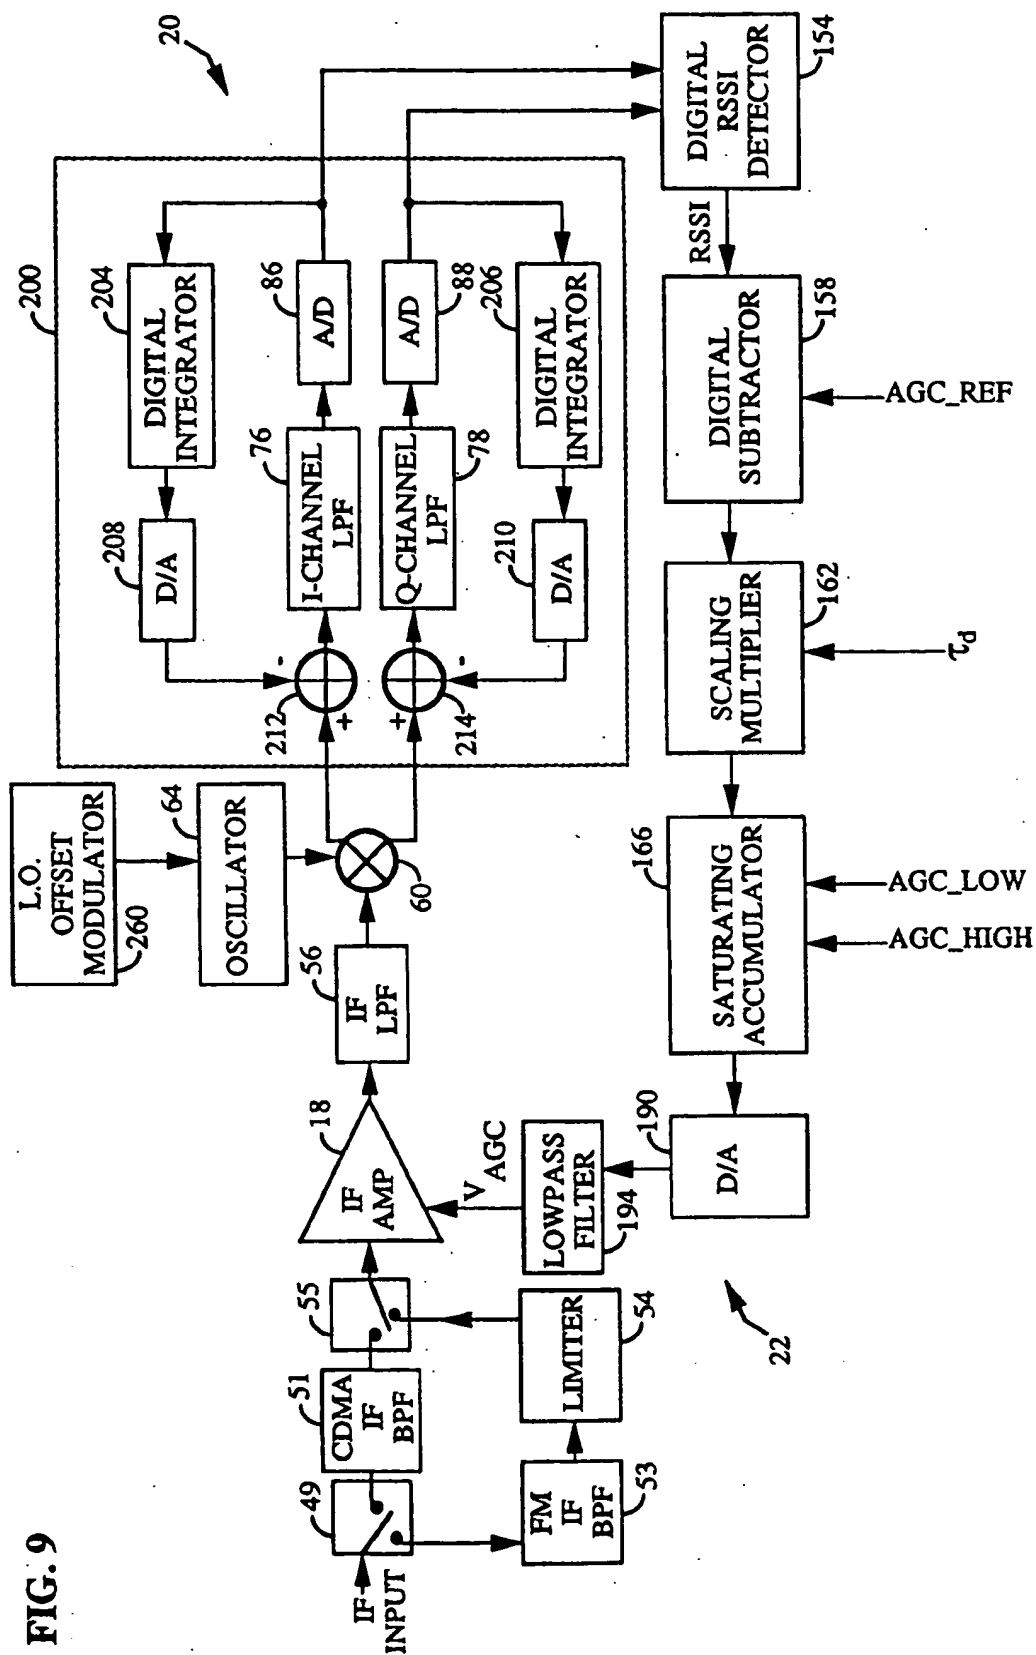 FIG. 9
20
22
IF
INPUT
49
CDMA
IF
BPF
51
FM
IF
BPF
53
LIMITER
54
55
IF
AMP
18
V AGC
LOWPASS
FILTER
194
IF
LPF
56
60
L.O.
OFFSET
MODULATOR
260
OSCILLATOR
64
200
212
+
-
214
+
-
208
D/A
204
DIGITAL
INTEGRATOR
76
I-CHANNEL
LPF
86
A/D
78
Q-CHANNEL
LPF
88
A/D
210
D/A
206
DIGITAL
INTEGRATOR
DIGITAL
RSSI
DETECTOR
154
RSSI
DIGITAL
SUBTRACTOR
158
AGC_REF
SCALING
MULTIPLIER
162
τd
SATURATING
ACCUMULATOR
166
AGC_LOW
AGC_HIGH
D/A
190